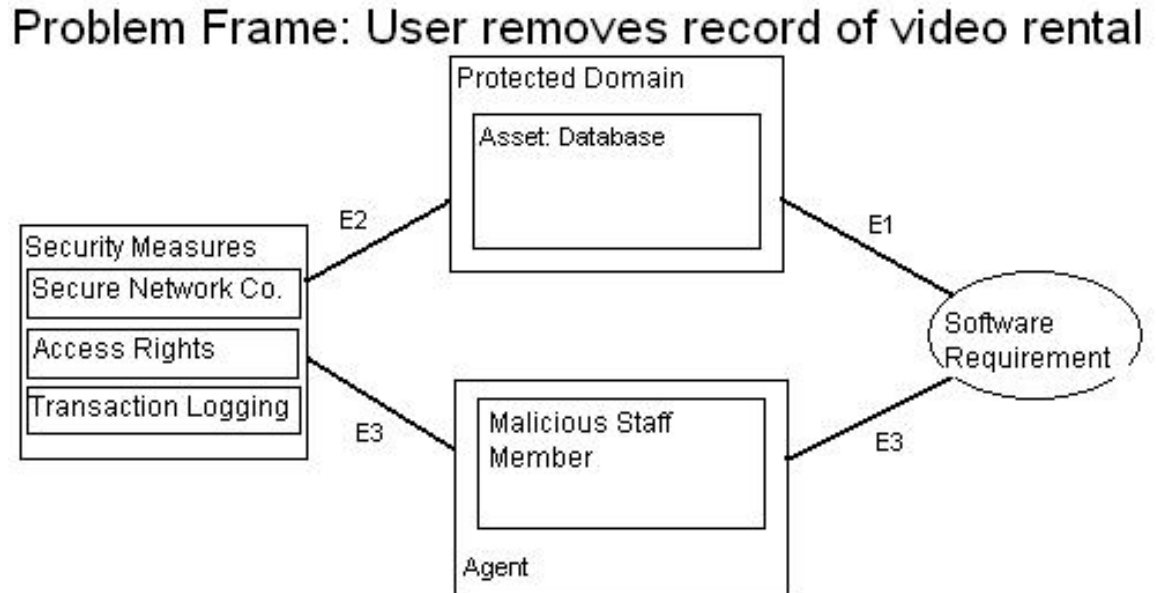 Problem Frame: User removes record of video rental
Protected Domain
Asset: Database
E2
E1
Security Measures
Secure Network Co.
Access Rights
Transaction Logging
Software
Requirement
E3
Malicious Staff
Member
E3
Agent